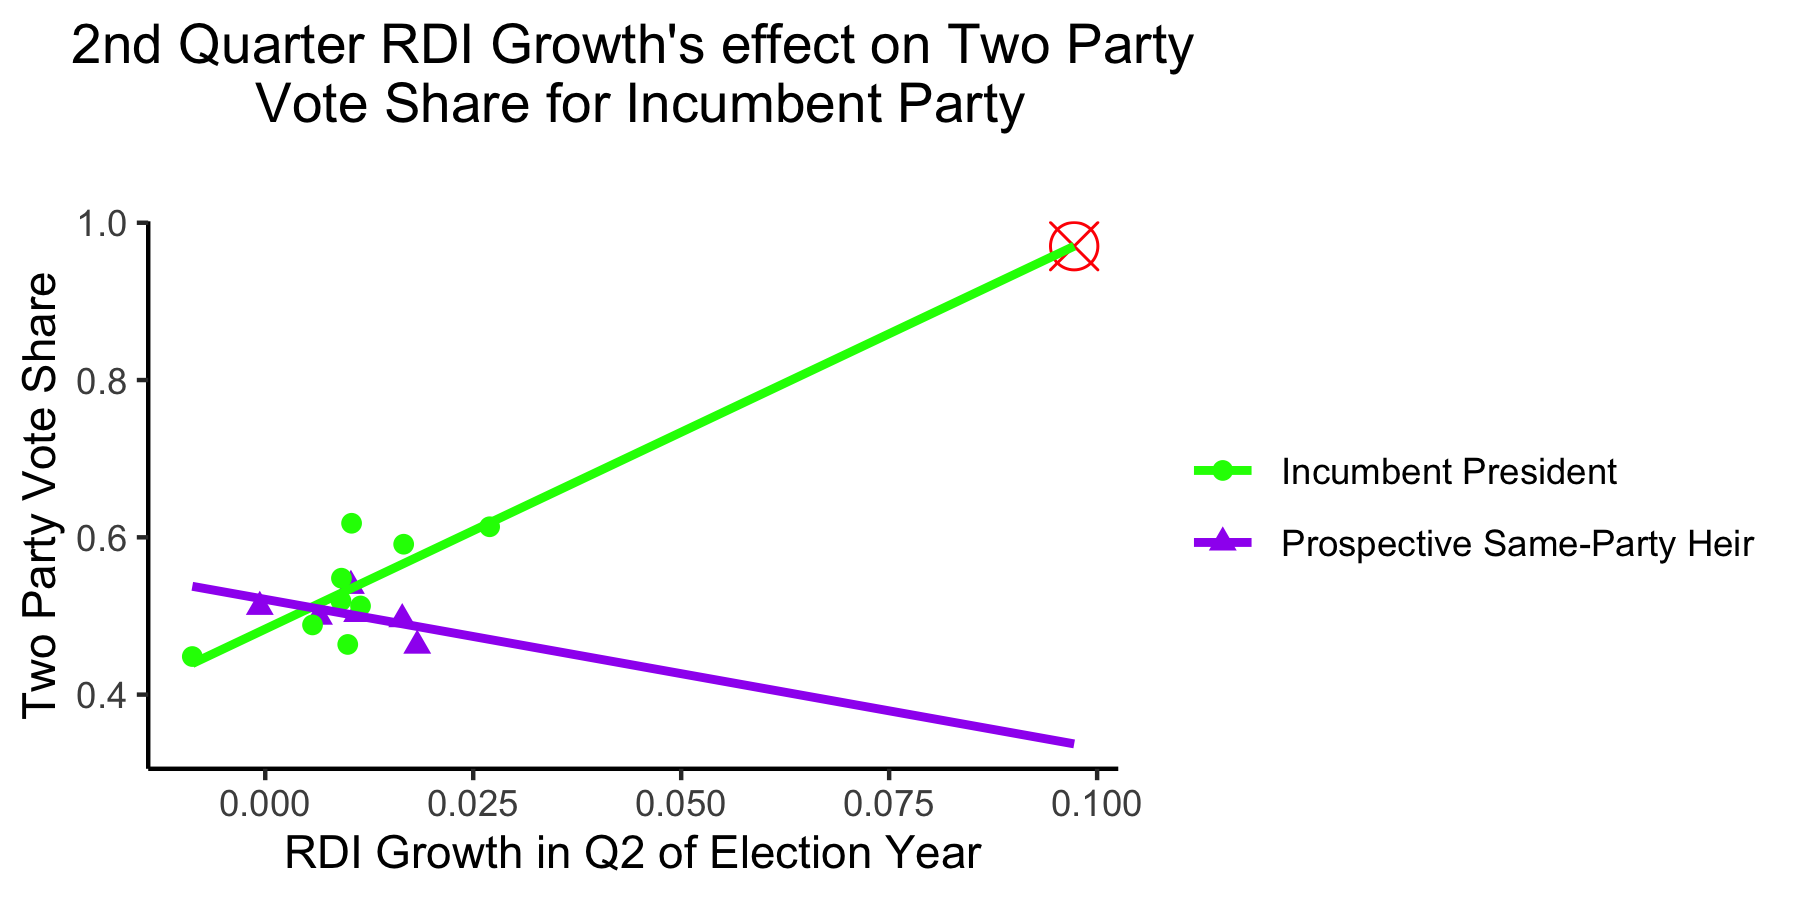 2nd Quarter RDI Growth's effect on Two Party
Vote Share for Incumbent Party
1.0
0.8
0.6
0.4
Two Party Vote Share
0.000 0.025 0.050 0.075 0.100
RDI Growth in Q2 of Election Year
Incumbent President
Prospective Same-Party Heir